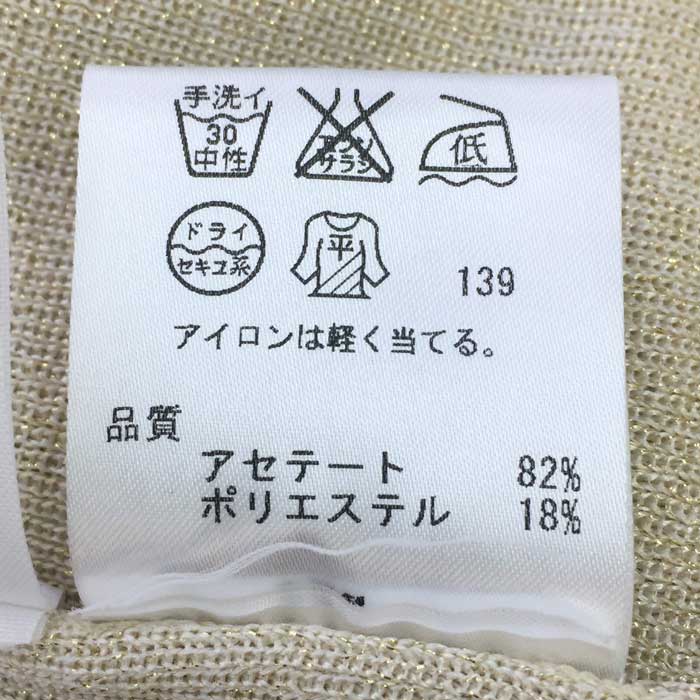 手洗イ
30
中性
エンソ
サラシ
低
ドライ
セキユ系
平
139
アイロンは軽く当てる。
品質
アセテート 82%
ポリエステル 18%